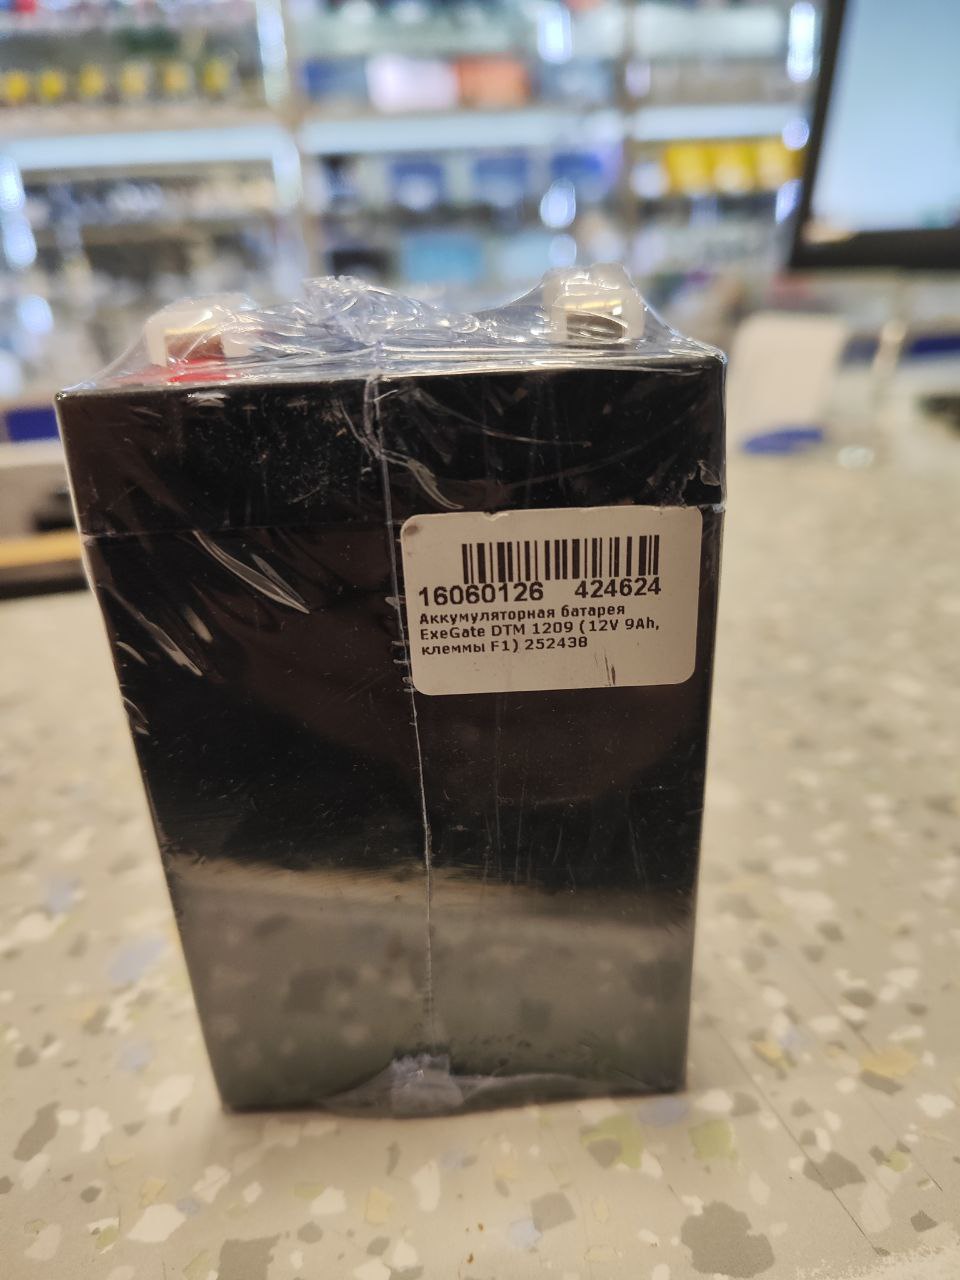 16060126 424624
Аккумуляторная батарея
ExeGate DTM 1209 (12V 9Ah,
клеммы F1) 252438